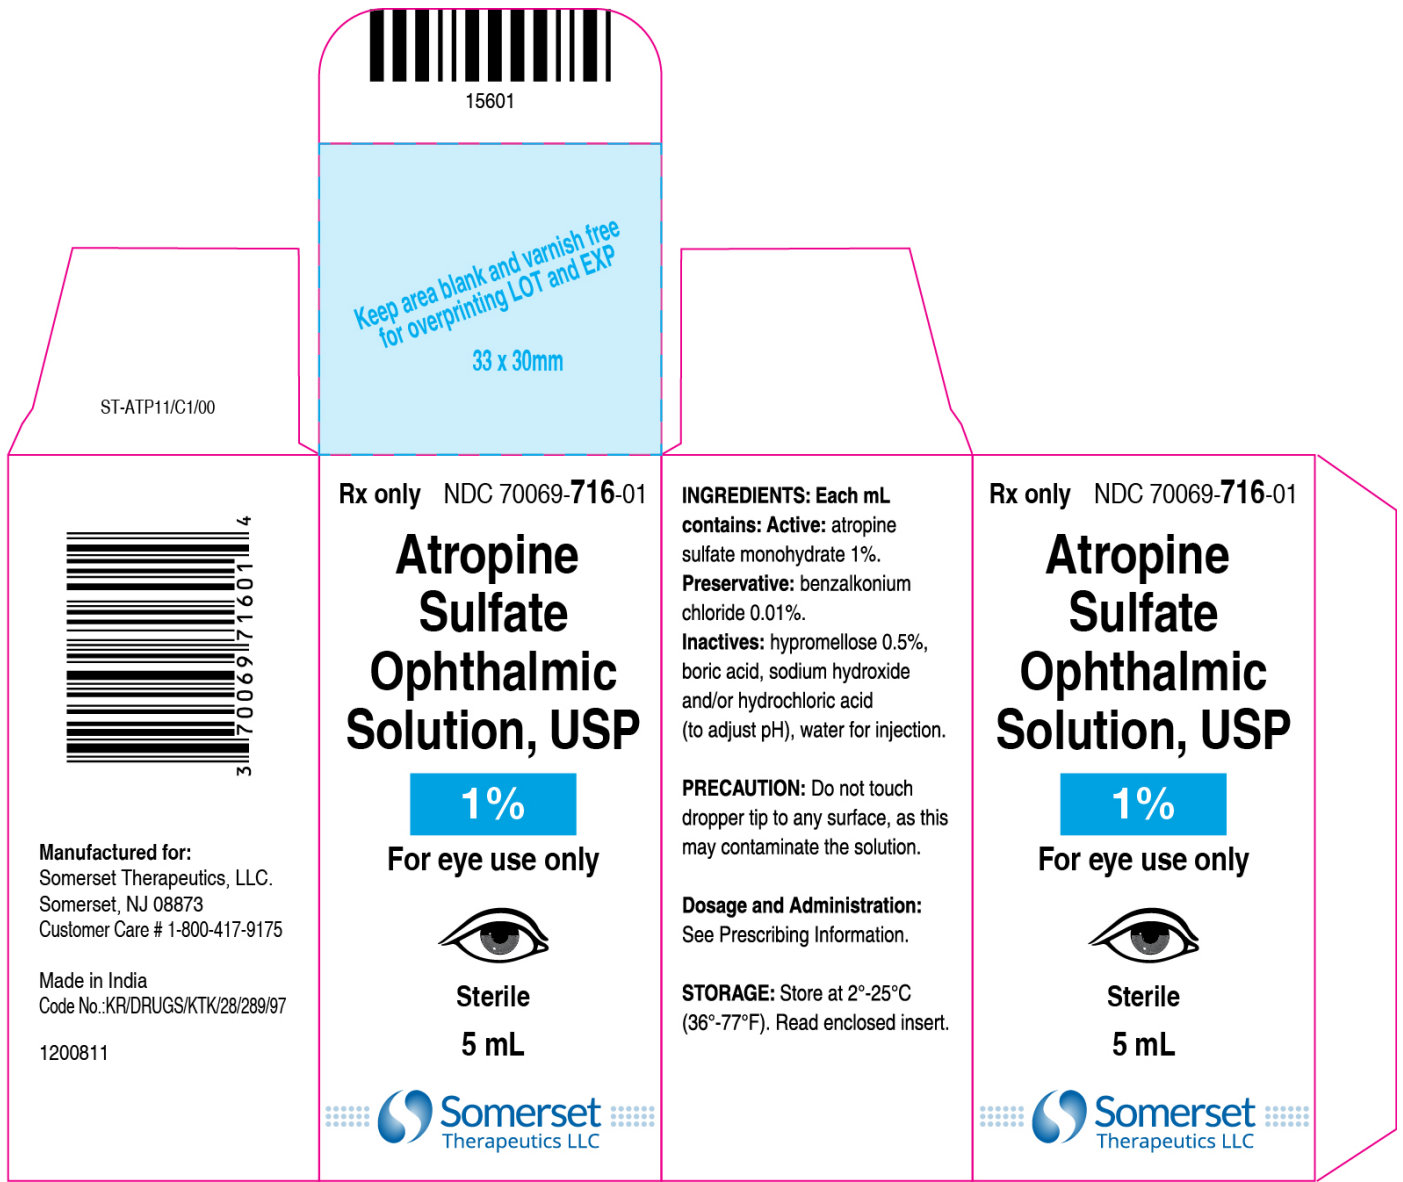 15601
Keep area blank and varnish free
for overprinting LOT and EXP
33 x 30mm
ST-ATP11/C1/00
3 70069 71601 4
Manufactured for:
Somerset Therapeutics, LLC.
Somerset, NJ 08873
Customer Care # 1-800-417-9175
Made in India
Code No.:KR/DRUGS/KTK/28/289/97
1200811
Rx only NDC 70069-716-01
Atropine
Sulfate
Ophthalmic
Solution, USP
1%
For eye use only
Sterile
5 mL
Somerset
Therapeutics LLC
INGREDIENTS: Each mL
contains: Active: atropine
sulfate monohydrate 1%.
Preservative: benzalkonium
chloride 0.01%.
Inactives: hypromellose 0.5%,
boric acid, sodium hydroxide
and/or hydrochloric acid
(to adjust pH), water for injection.
PRECAUTION: Do not touch
dropper tip to any surface, as this
may contaminate the solution.
Dosage and Administration:
See Prescribing Information.
STORAGE: Store at 2°-25°C
(36°-77°F). Read enclosed insert.
Rx only NDC 70069-716-01
Atropine
Sulfate
Ophthalmic
Solution, USP
1%
For eye use only
Sterile
5 mL
Somerset
Therapeutics LLC